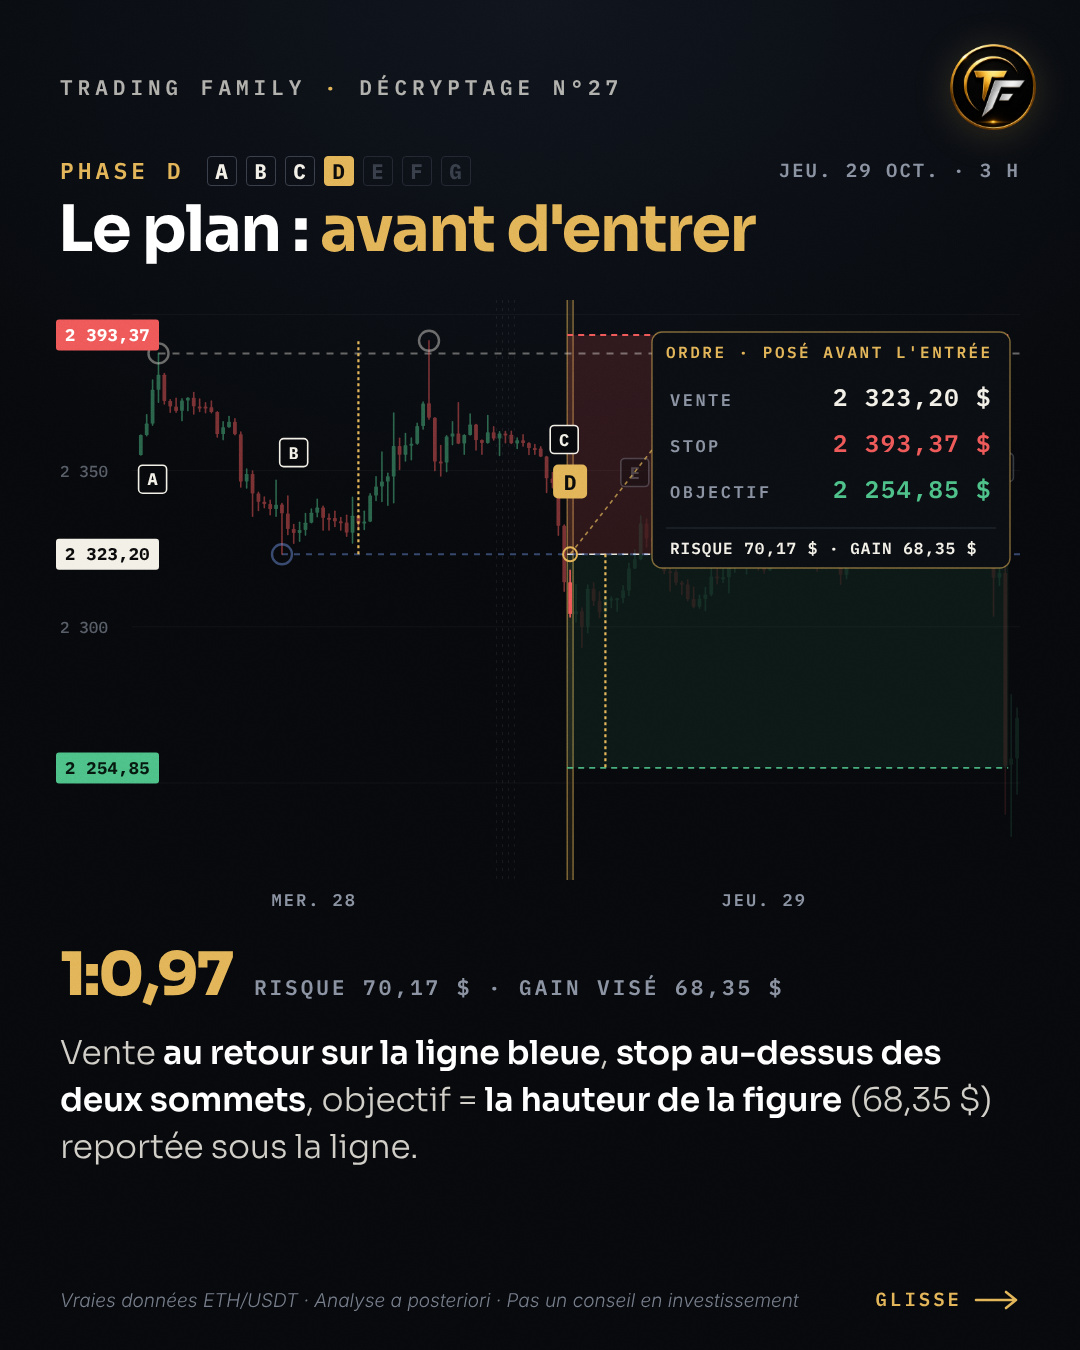 TRADING FAMILY · DÉCRYPTAGE N°27
TF
PHASE D A B C D E F G
JEU. 29 OCT. · 3 H
Le plan : avant d'entrer
2 393,37
ORDRE · POSÉ AVANT L'ENTRÉE
VENTE 2 323,20 $
STOP 2 393,37 $
OBJECTIF 2 254,85 $
RISQUE 70,17 $ · GAIN 68,35 $
C
B
E
2 350
A
D
2 323,20
2 300
2 254,85
MER. 28
JEU. 29
1:0,97 RISQUE 70,17 $ · GAIN VISÉ 68,35 $
Vente au retour sur la ligne bleue, stop au-dessus des
deux sommets, objectif = la hauteur de la figure (68,35 $)
reportée sous la ligne.
Vraies données ETH/USDT · Analyse a posteriori · Pas un conseil en investissement
GLISSE →